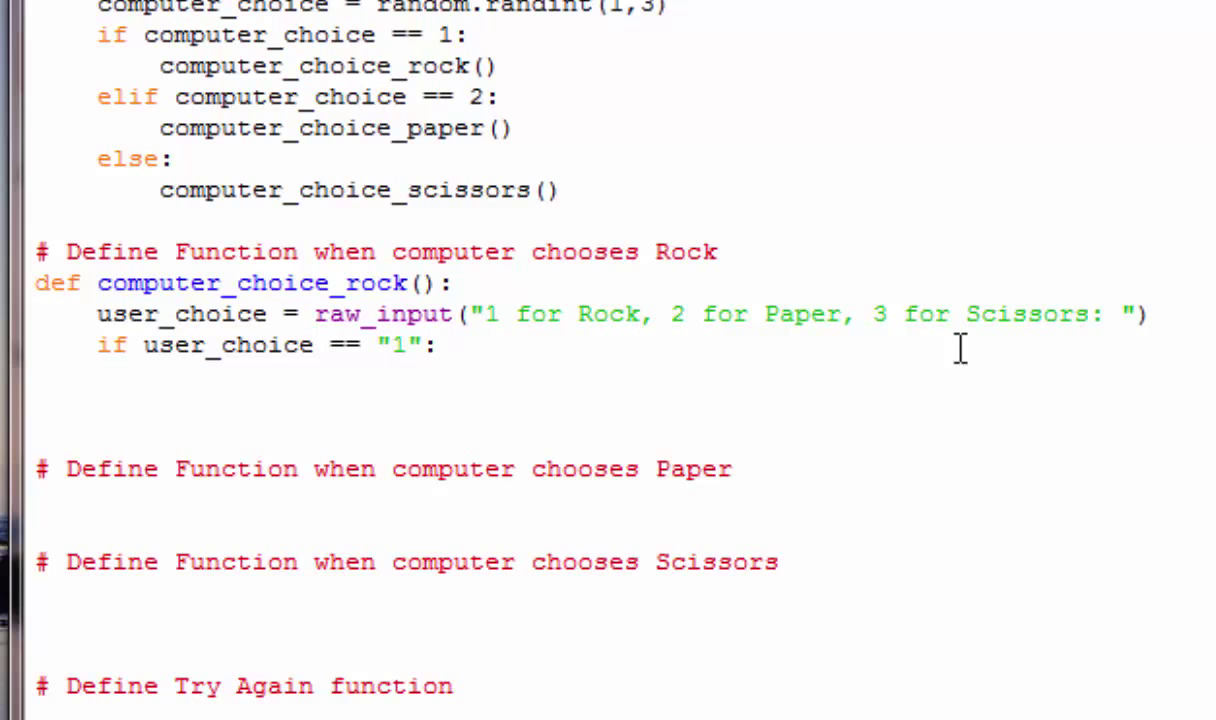 computer_choice = random.randint(1,3)
if computer_choice == 1:
computer_choice_rock()
elif computer_choice == 2:
computer_choice_paper()
else:
computer_choice_scissors()
# Define Function when computer chooses Rock
def computer_choice_rock():
user_choice = raw_input("1 for Rock, 2 for Paper, 3 for Scissors: ")
if user_choice == "1":
# Define Function when computer chooses Paper
# Define Function when computer chooses Scissors
# Define Try Again function